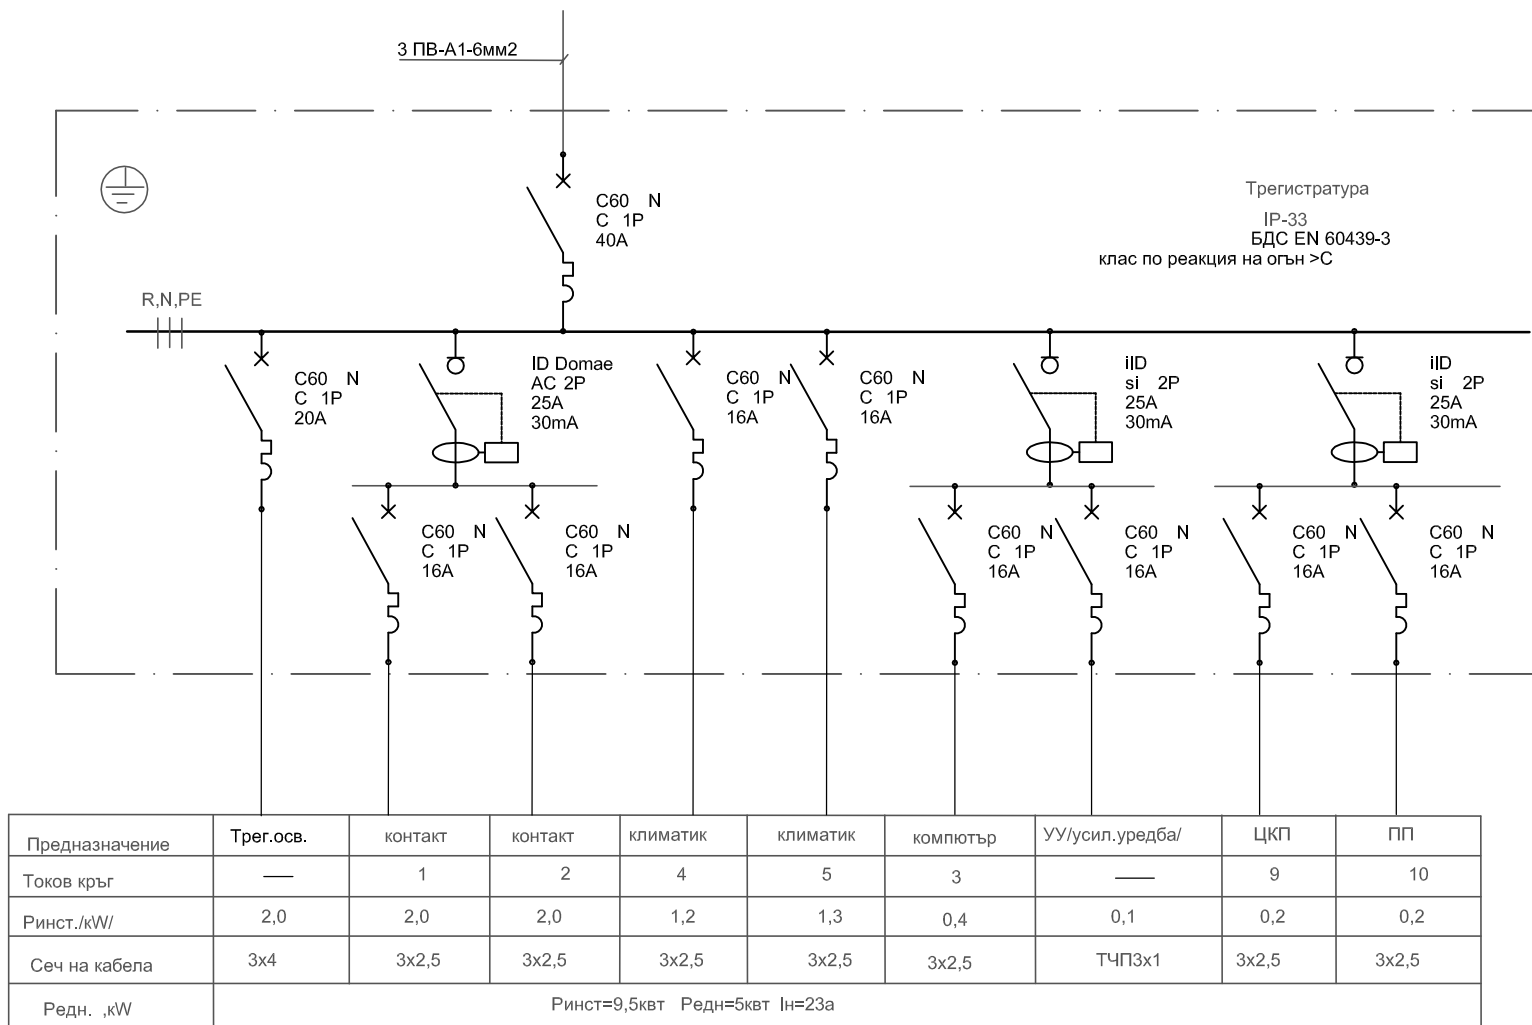 3 ПВ-А1-6мм2
C60 N
C 1P
40A
Tрегистратура
IP-33
БДС EN 60439-3
клас по реакция на огън >С
R,N,PE
C60 N
C 1P
20A
ID Domae
AC 2P
25A
30mA
C60 N
C 1P
16A
C60 N
C 1P
16A
iID
si 2P
25A
30mA
iID
si 2P
25A
30mA
C60 N
C 1P
16A
C60 N
C 1P
16A
C60 N
C 1P
16A
C60 N
C 1P
16A
C60 N
C 1P
16A
C60 N
C 1P
16A
Предназначение Трег.осв. контакт контакт климатик климатик компютър УУ/усил.уредба/ ЦКП ПП
Токов кръг — 1 2 4 5 3 — 9 10
Ринст./кW/ 2,0 2,0 2,0 1,2 1,3 0,4 0,1 0,2 0,2
Сеч на кабела 3х4 3х2,5 3х2,5 3х2,5 3х2,5 3х2,5 ТЧП3х1 3х2,5 3х2,5
Редн. ,кW Ринст=9,5квт Редн=5квт Iн=23а